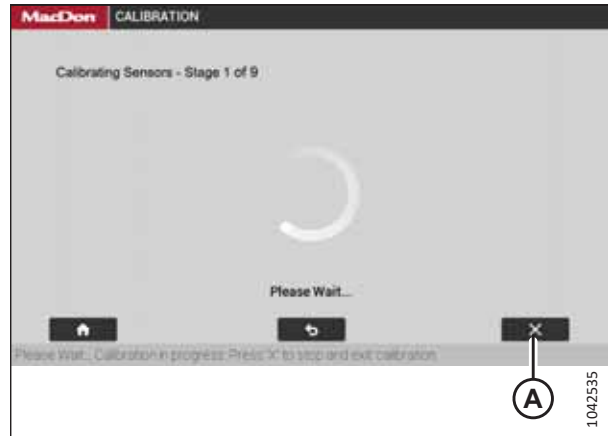 MacDon CALIBRATION
Calibrating Sensors - Stage 1 of 9
Please Wait...
Please Wait... Calibration in progress. Press 'X' to stop and exit calibration.
A
1042535